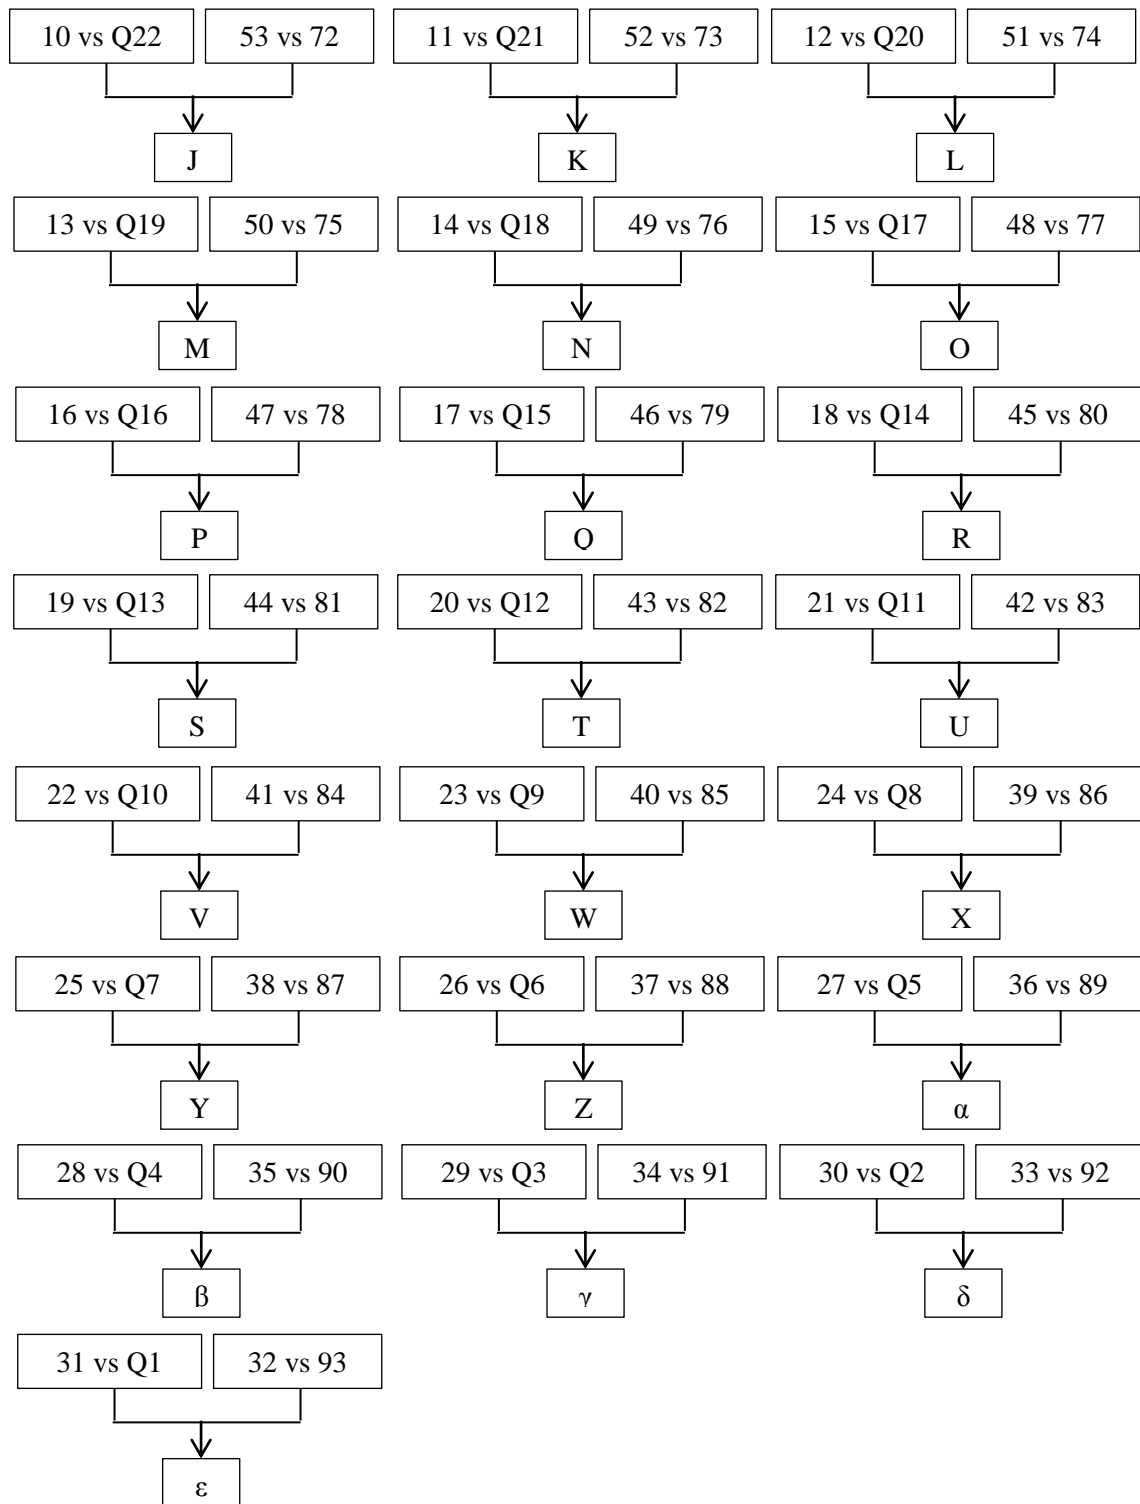 10 vs Q22 53 vs 72 11 vs Q21 52 vs 73 12 vs Q20 51 vs 74
J K L
13 vs Q19 50 vs 75 14 vs Q18 49 vs 76 15 vs Q17 48 vs 77
M N O
16 vs Q16 47 vs 78 17 vs Q15 46 vs 79 18 vs Q14 45 vs 80
P Q R
19 vs Q13 44 vs 81 20 vs Q12 43 vs 82 21 vs Q11 42 vs 83
S T U
22 vs Q10 41 vs 84 23 vs Q9 40 vs 85 24 vs Q8 39 vs 86
V W X
25 vs Q7 38 vs 87 26 vs Q6 37 vs 88 27 vs Q5 36 vs 89
Y Z α
28 vs Q4 35 vs 90 29 vs Q3 34 vs 91 30 vs Q2 33 vs 92
β γ δ
31 vs Q1 32 vs 93
ε